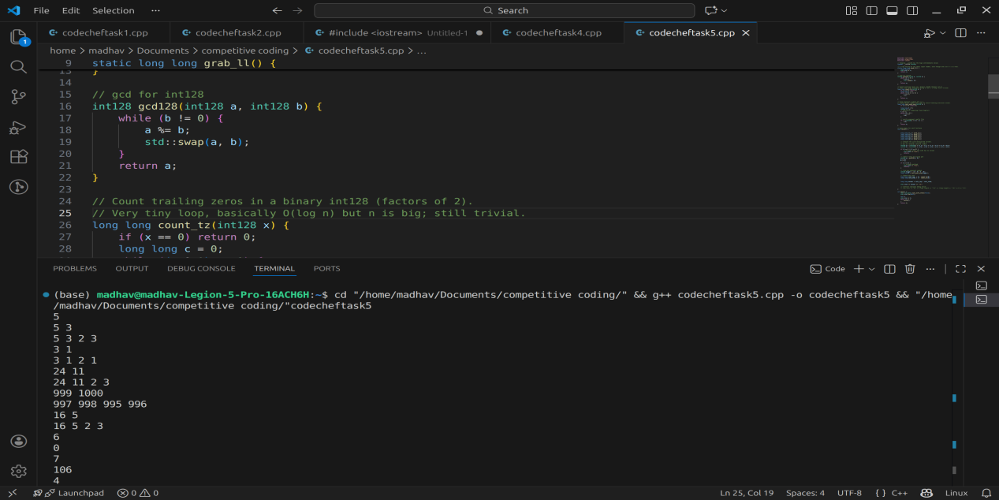 File Edit Selection ··· Search
codecheftask1.cpp codecheftask2.cpp #include <iostream> Untitled-1 codecheftask4.cpp codecheftask5.cpp
home > madhav > Documents > competitive coding > codecheftask5.cpp > ...
1
9 static long long grab_ll() {
13 }
14
15 // gcd for int128
16 int128 gcd128(int128 a, int128 b) {
17 while (b != 0) {
18 a %= b;
19 std::swap(a, b);
20 }
21 return a;
22 }
23
24 // Count trailing zeros in a binary int128 (factors of 2).
25 // Very tiny loop, basically O(log n) but n is big; still trivial.
26 long long count_tz(int128 x) {
27 if (x == 0) return 0;
28 long long c = 0;
PROBLEMS OUTPUT DEBUG CONSOLE TERMINAL PORTS Code
(base) madhav@madhav-Legion-5-Pro-16ACH6H:~$ cd "/home/madhav/Documents/competitive coding/" && g++ codecheftask5.cpp -o codecheftask5 && "/home
/madhav/Documents/competitive coding/"codecheftask5
5
5 3
5 3 2 3
3 1
3 1 2 1
24 11
24 11 2 3
999 1000
997 998 995 996
16 5
16 5 2 3
6
0
7
106
4
Launchpad 0 0 Ln 25, Col 19 Spaces: 4 UTF-8 { } C++ Linux